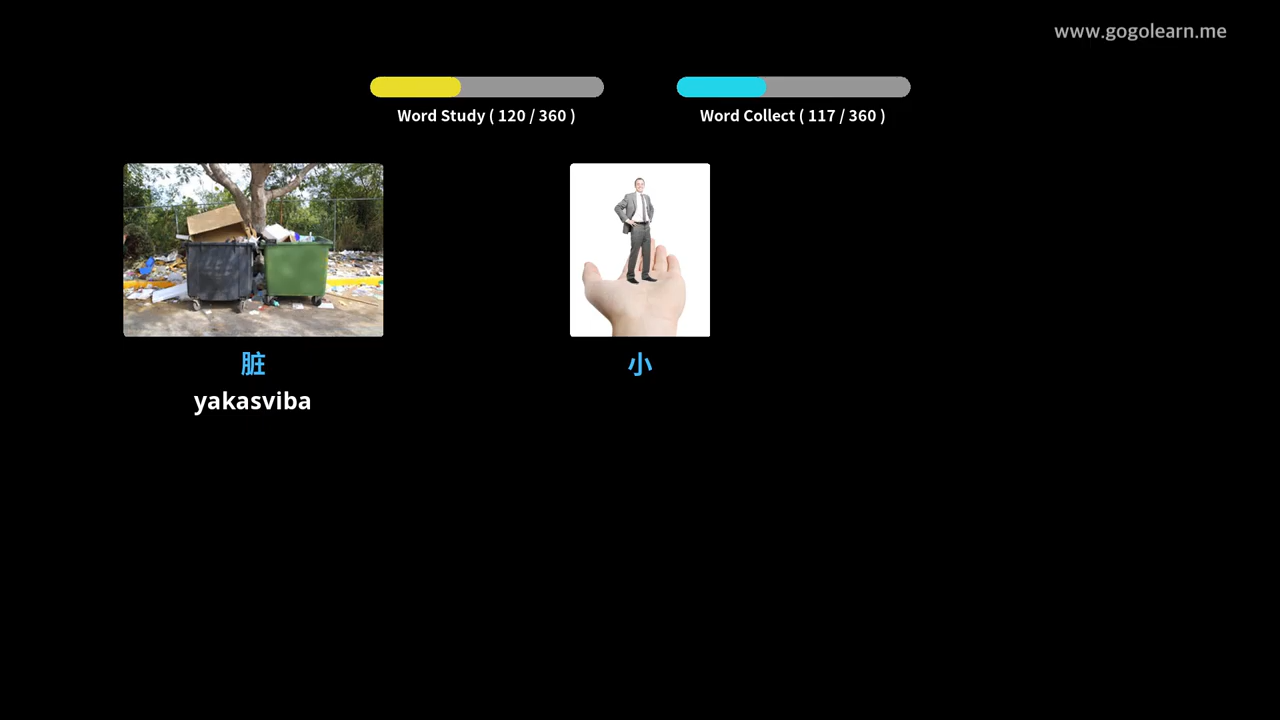 www.gogolearn.me
Word Study ( 120 / 360 )
Word Collect ( 117 / 360 )
脏
小
yakasviba